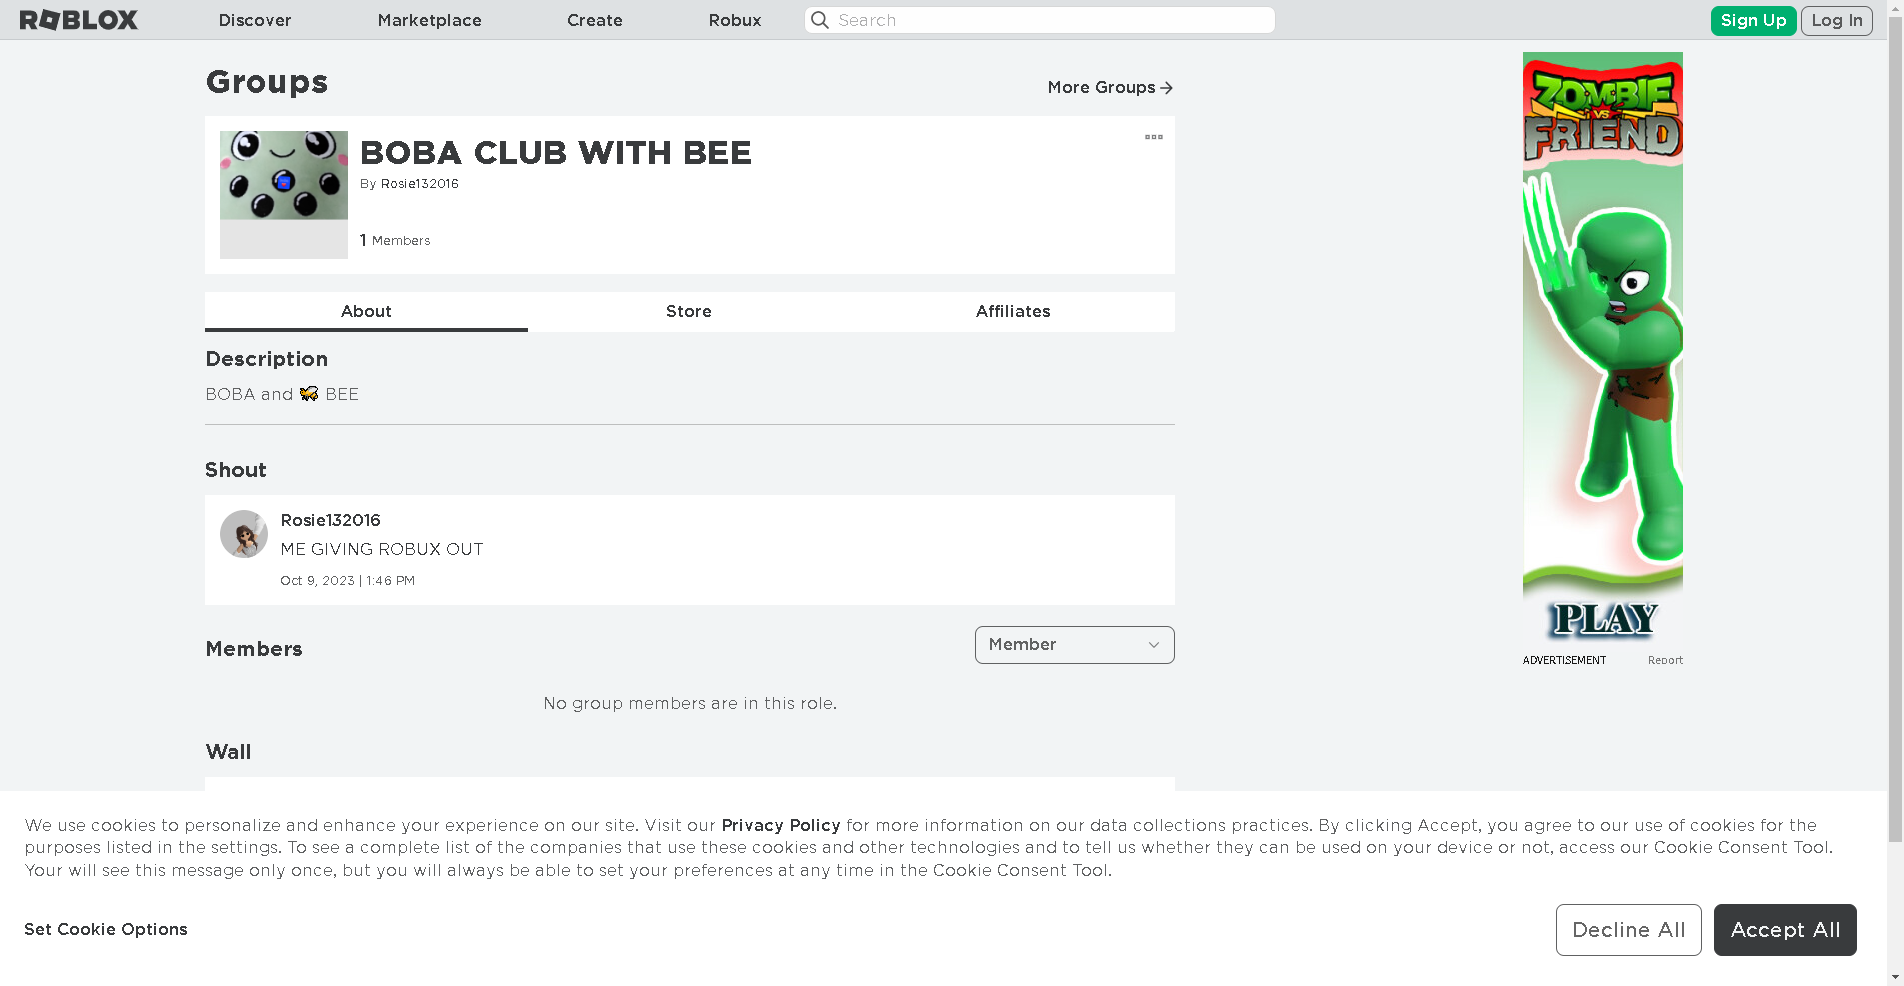 ROBLOX
Discover
Marketplace
Create
Robux
Search
Sign Up
Log In
Groups
More Groups
BOBA CLUB WITH BEE
By Rosie132016
1 Members
About
Store
Affiliates
Description
BOBA and 🐝 BEE
Shout
Rosie132016
ME GIVING ROBUX OUT
Oct 9, 2023 | 1:46 PM
Members
Member
No group members are in this role.
Wall
ZOMBIE
VS
FRIEND
PLAY
ADVERTISEMENT
Report
We use cookies to personalize and enhance your experience on our site. Visit our Privacy Policy for more information on our data collections practices. By clicking Accept, you agree to our use of cookies for the
purposes listed in the settings. To see a complete list of the companies that use these cookies and other technologies and to tell us whether they can be used on your device or not, access our Cookie Consent Tool.
Your will see this message only once, but you will always be able to set your preferences at any time in the Cookie Consent Tool.
Set Cookie Options
Decline All
Accept All